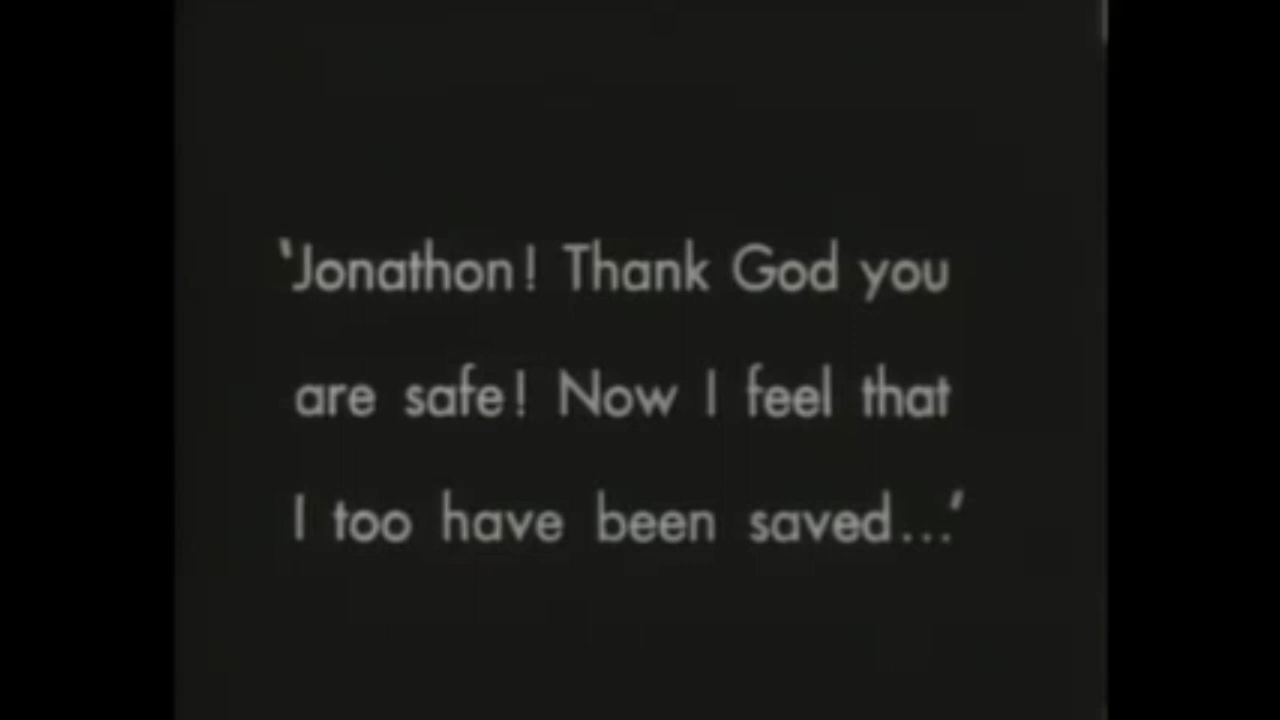 ‘Jonathon! Thank God you
are safe! Now I feel that
I too have been saved...’